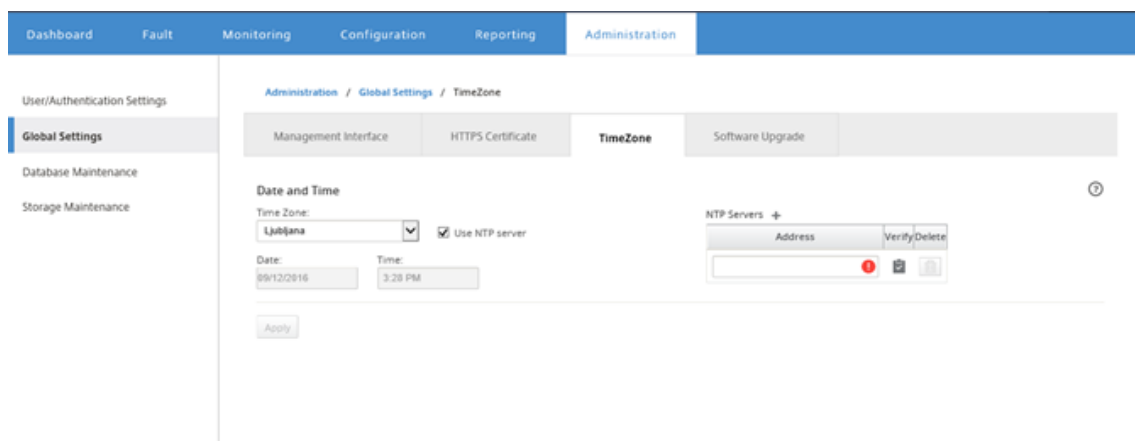 Dashboard Fault Monitoring Configuration Reporting Administration
User/Authentication Settings
Global Settings
Database Maintenance
Storage Maintenance
Administration / Global Settings / TimeZone
Management Interface HTTPS Certificate TimeZone Software Upgrade
Date and Time
Time Zone:
Ljubljana
Use NTP server
Date: Time:
09/12/2016 3:28 PM
NTP Servers +
Address Verify Delete
Apply